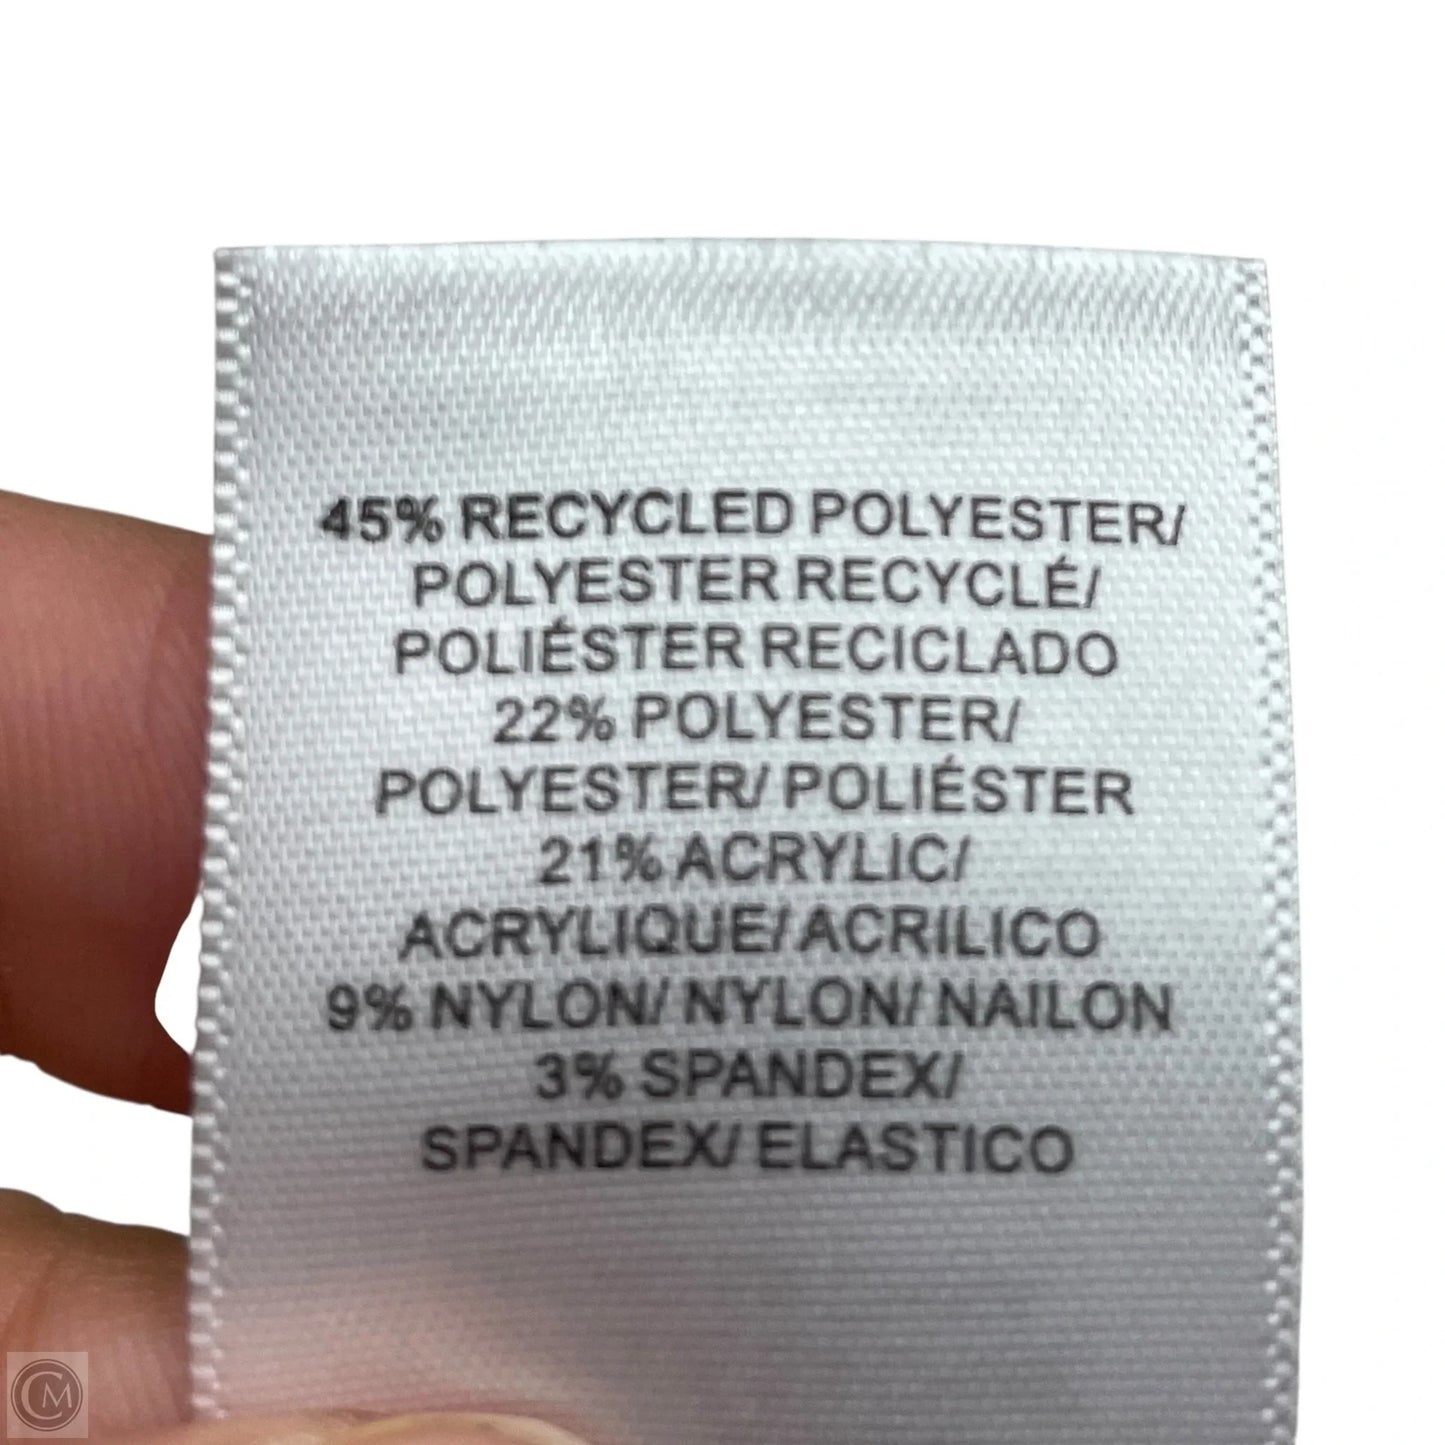 45% RECYCLED POLYESTER/
POLYESTER RECYCLÉ/
POLIÉSTER RECICLADO
22% POLYESTER/
POLYESTER/ POLIÉSTER
21% ACRYLIC/
ACRYLIQUE/ ACRILICO
9% NYLON/ NYLON/ NAILON
3% SPANDEX/
SPANDEX/ ELASTICO
CM